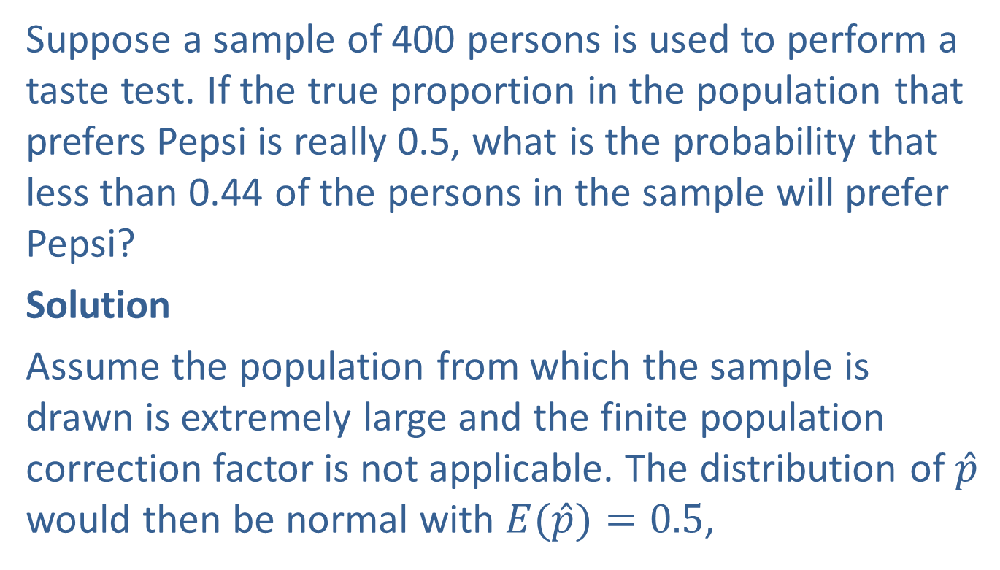 Suppose a sample of 400 persons is used to perform a
taste test. If the true proportion in the population that
prefers Pepsi is really 0.5, what is the probability that
less than 0.44 of the persons in the sample will prefer
Pepsi?
Solution
Assume the population from which the sample is
drawn is extremely large and the finite population
correction factor is not applicable. The distribution of p̂
would then be normal with E(p̂) = 0.5,